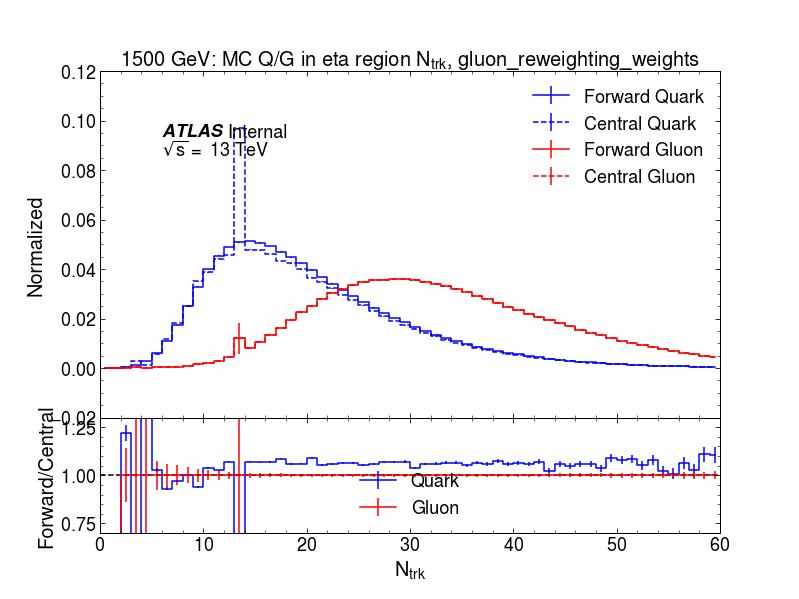 1500 GeV: MC Q/G in eta region N_trk, gluon_reweighting_weights
0.12
0.10
0.08
0.06
0.04
0.02
0.00
0.02
Normalized
ATLAS Internal
√s = 13 TeV
Forward Quark
Central Quark
Forward Gluon
Central Gluon
1.25
1.00
0.75
Forward/Central
Quark
Gluon
0 10 20 30 40 50 60
N_trk